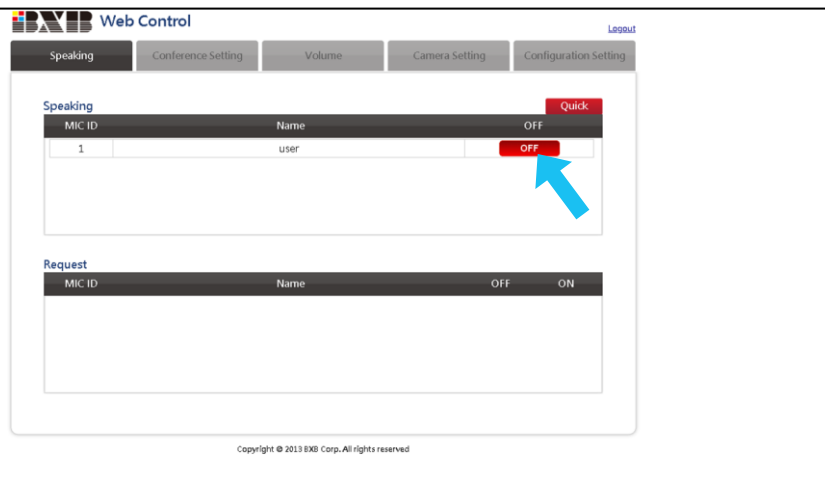 BXB Web Control
Logout
Speaking Conference Setting Volume Camera Setting Configuration Setting
Speaking Quick
MIC ID Name OFF
1 user OFF
Request
MIC ID Name OFF ON
Copyright © 2013 BXB Corp. All rights reserved